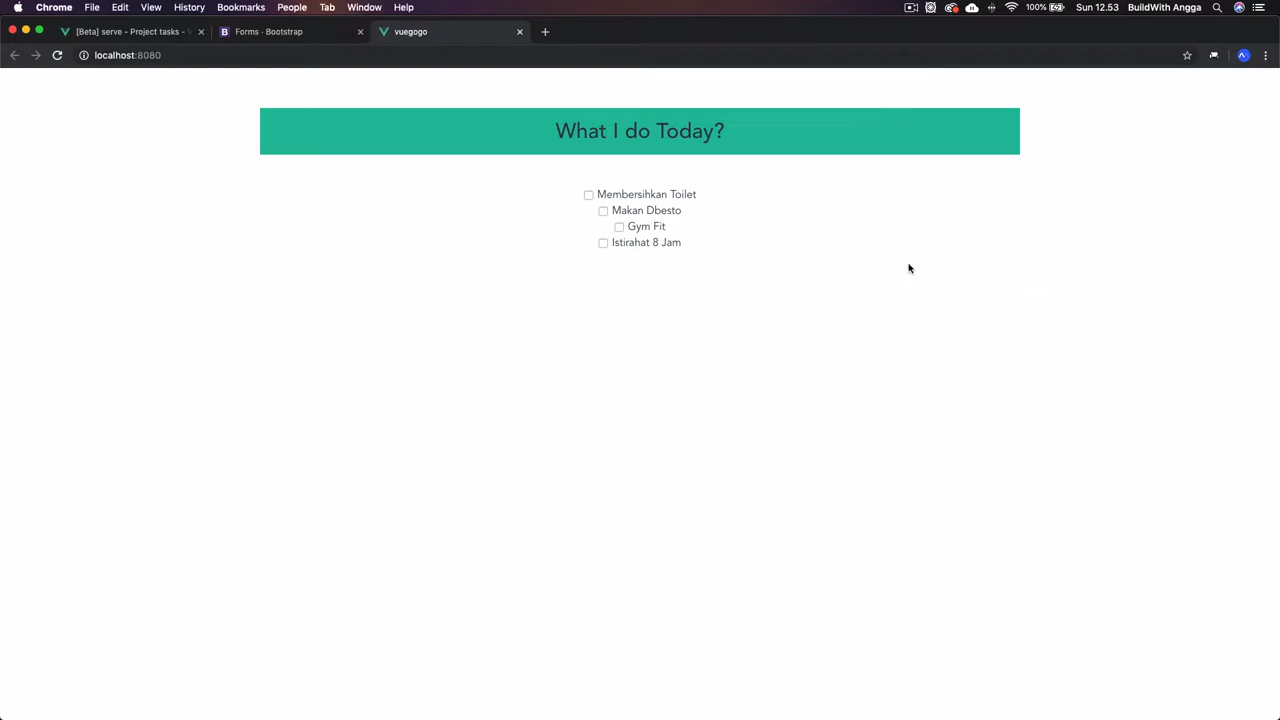 Chrome File Edit View History Bookmarks People Tab Window Help 100% Sun 12.53 BuildWith Angga
[Beta] serve - Project tasks - Forms · Bootstrap vuegogo
localhost:8080
What I do Today?
Membersihkan Toilet
Makan Dbesto
Gym Fit
Istirahat 8 Jam